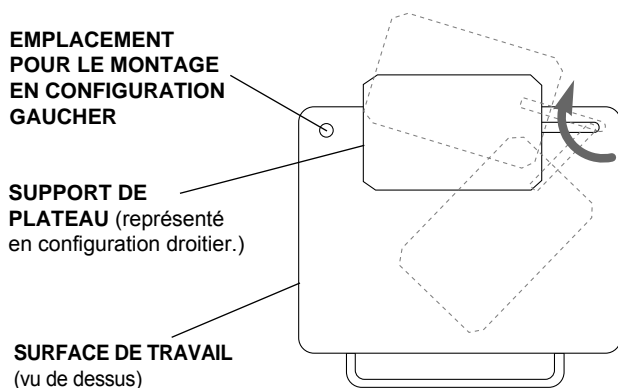 EMPLACEMENT
POUR LE MONTAGE
EN CONFIGURATION
GAUCHER
SUPPORT DE
PLATEAU (représenté
en configuration droitier.)
SURFACE DE TRAVAIL
(vu de dessus)